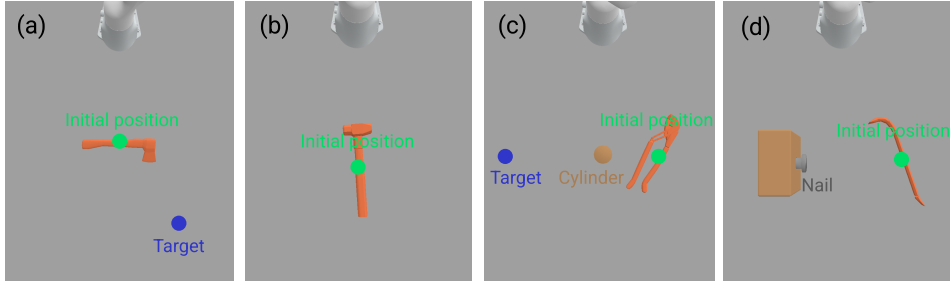 (a)
Initial position
Target
(b)
Initial position
(c)
Initial position
Target
Cylinder
(d)
Initial position
Nail